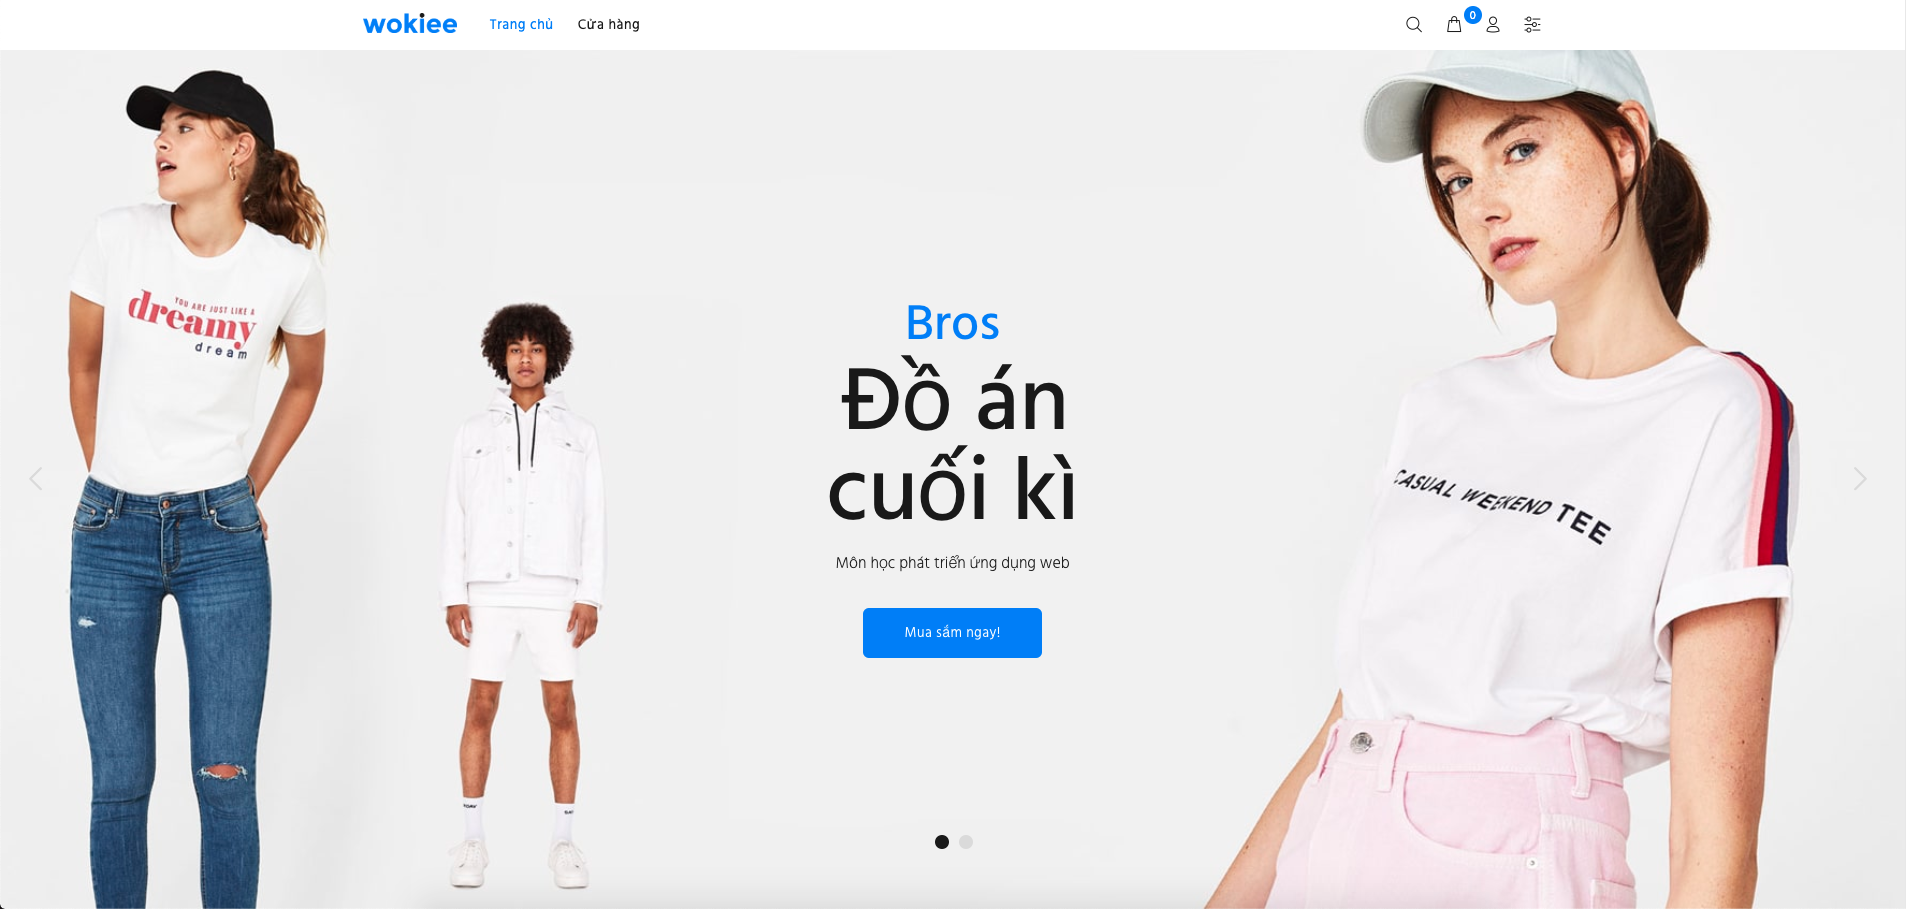 wokiee
Trang chủ
Cửa hàng
0
YOU ARE JUST LIKE A
dreamy
dream
Bros
Đồ án
cuối kì
Môn học phát triển ứng dụng web
Mua sắm ngay!
CASUAL WEEKEND TEE